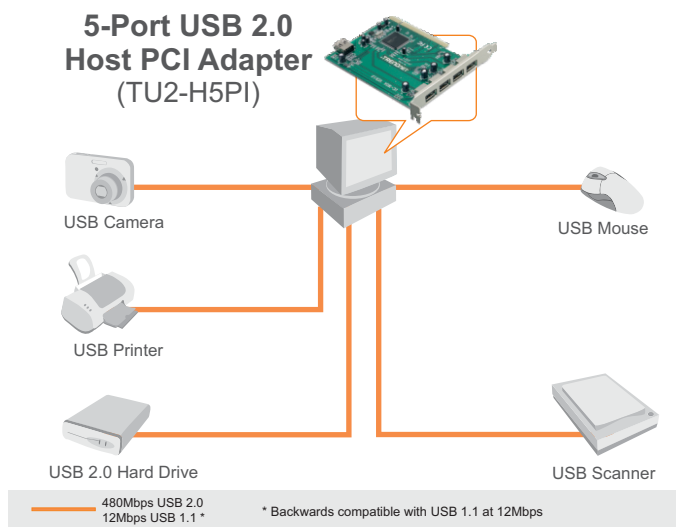 5-Port USB 2.0
Host PCI Adapter
(TU2-H5PI)
USB Camera
USB Mouse
USB Printer
USB 2.0 Hard Drive
USB Scanner
480Mbps USB 2.0
12Mbps USB 1.1 *
* Backwards compatible with USB 1.1 at 12Mbps